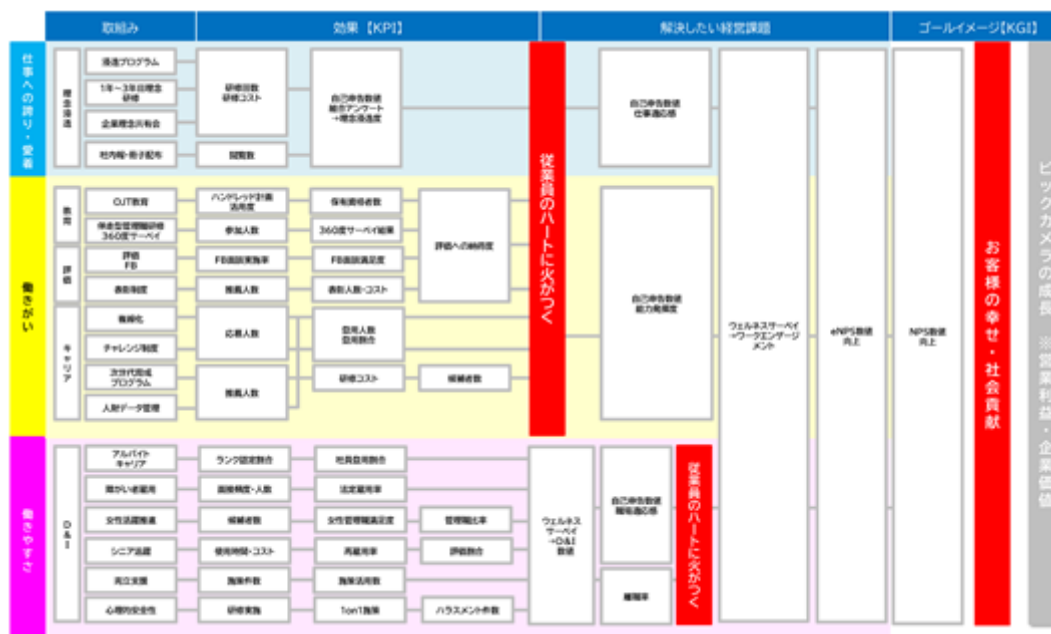 取組み
効果【KPI】
解決したい経営課題
ゴールイメージ【KGI】
仕事への誇り・愛着
理念浸透
浸透プログラム
1年～3年目理念
研修
企業理念共有会
社内報・冊子配布
研修回数
研修コスト
閲覧数
自己申告数値
総合アンケート
→理念浸透度
従業員のハートに火がつく
自己申告数値
仕事適応感
働きがい
教育
OJT教育
ハンドレッド計画
活用度
保有資格者数
伴走型管理職研修
360度サーベイ
参加人数
360度サーベイ結果
評価への納得度
評価
評価
FB
FB面談実施率
FB面談満足度
表彰制度
推薦人数
表彰人数・コスト
キャリア
複線化
チャレンジ制度
応募人数
登用人数
登用割合
次世代育成
プログラム
人財データ管理
推薦人数
研修コスト
候補者数
自己申告数値
能力発揮度
ウェルネスサーベイ
→ワークエンゲージ
メント
eNPS数値
向上
NPS数値
向上
お客様の幸せ・社会貢献
ビックカメラの成長 ※営業利益・企業価値
働きやすさ
D&I
アルバイト
キャリア
ランク認定割合
社員登用割合
障がい者雇用
面接頻度・人数
法定雇用率
女性活躍推進
候補者数
女性管理職満足度
管理職比率
シニア活躍
使用時間・コスト
再雇用率
評価割合
両立支援
施策件数
施策活用数
心理的安全性
研修実施
1on1施策
ハラスメント件数
ウェルネス
サーベイ
→D&I
数値
自己申告数値
職場適応感
離職率
従業員のハートに火がつく